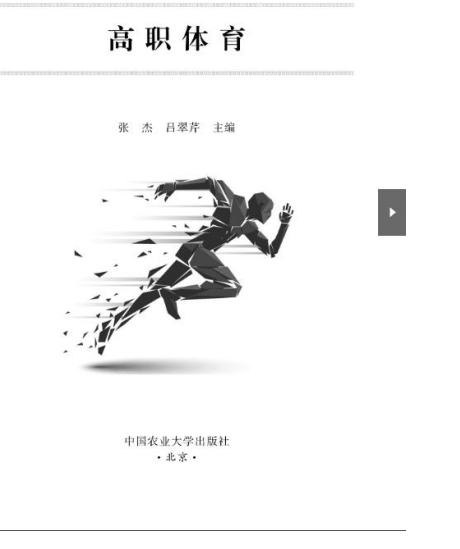 高职体育
张 杰 吕翠芹 主编
中国农业大学出版社
·北京·